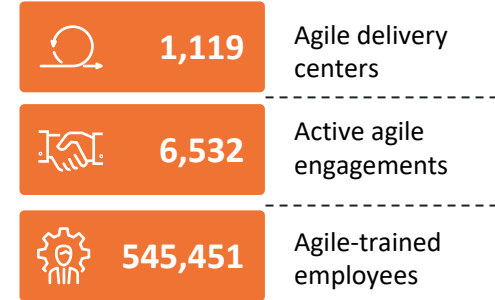 1,119
Agile delivery
centers
6,532
Active agile
engagements
545,451
Agile-trained
employees